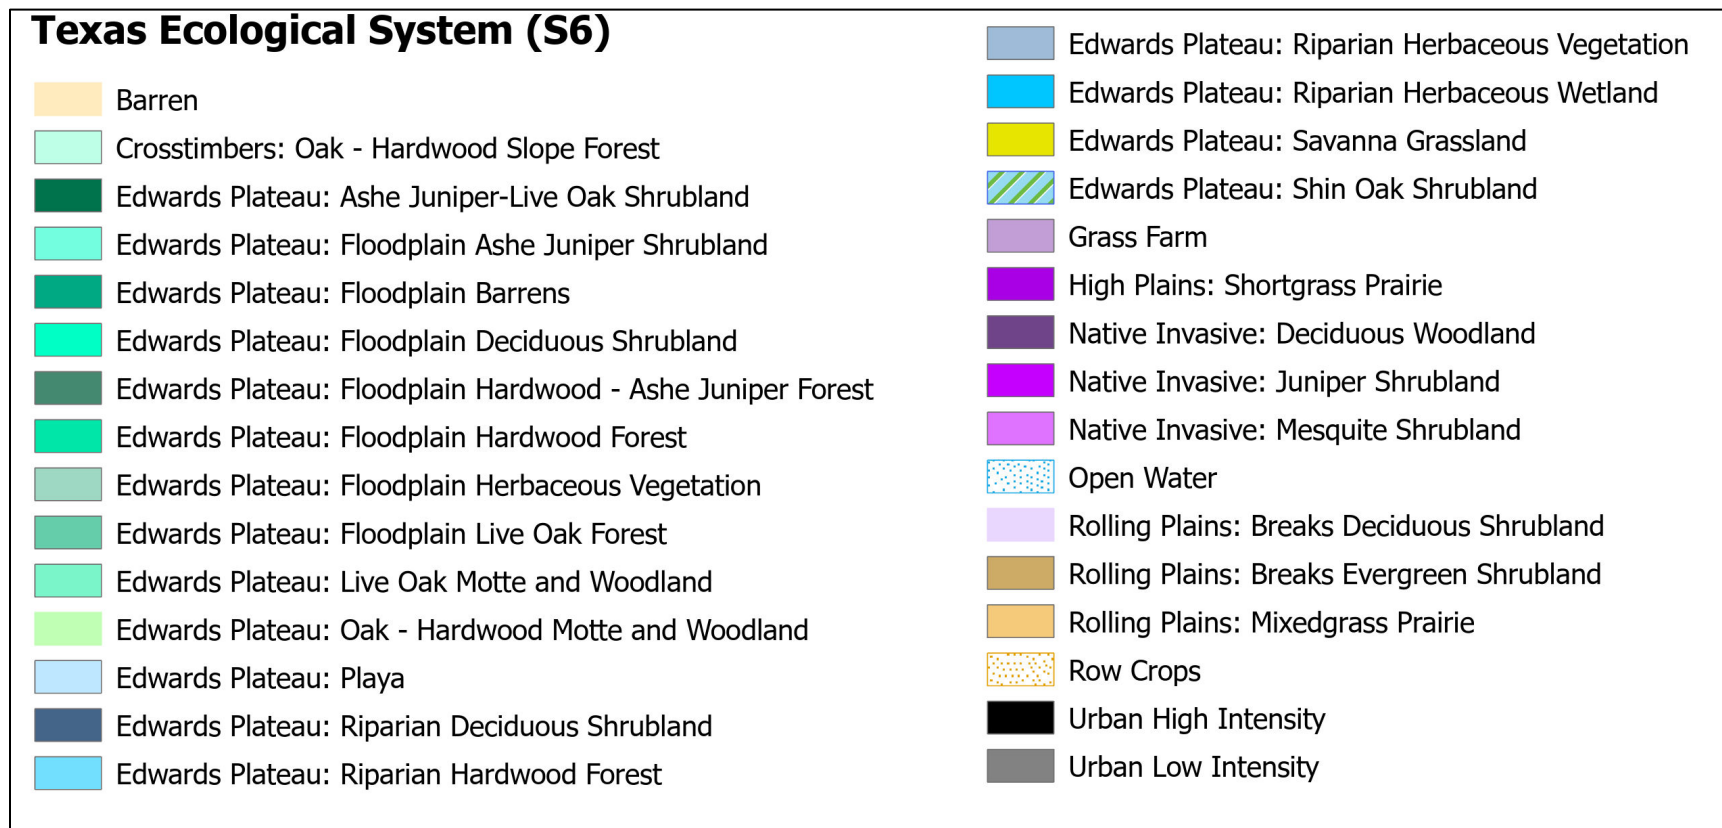 Texas Ecological System (S6)
Barren
Crosstimbers: Oak - Hardwood Slope Forest
Edwards Plateau: Ashe Juniper-Live Oak Shrubland
Edwards Plateau: Floodplain Ashe Juniper Shrubland
Edwards Plateau: Floodplain Barrens
Edwards Plateau: Floodplain Deciduous Shrubland
Edwards Plateau: Floodplain Hardwood - Ashe Juniper Forest
Edwards Plateau: Floodplain Hardwood Forest
Edwards Plateau: Floodplain Herbaceous Vegetation
Edwards Plateau: Floodplain Live Oak Forest
Edwards Plateau: Live Oak Motte and Woodland
Edwards Plateau: Oak - Hardwood Motte and Woodland
Edwards Plateau: Playa
Edwards Plateau: Riparian Deciduous Shrubland
Edwards Plateau: Riparian Hardwood Forest
Edwards Plateau: Riparian Herbaceous Vegetation
Edwards Plateau: Riparian Herbaceous Wetland
Edwards Plateau: Savanna Grassland
Edwards Plateau: Shin Oak Shrubland
Grass Farm
High Plains: Shortgrass Prairie
Native Invasive: Deciduous Woodland
Native Invasive: Juniper Shrubland
Native Invasive: Mesquite Shrubland
Open Water
Rolling Plains: Breaks Deciduous Shrubland
Rolling Plains: Breaks Evergreen Shrubland
Rolling Plains: Mixedgrass Prairie
Row Crops
Urban High Intensity
Urban Low Intensity